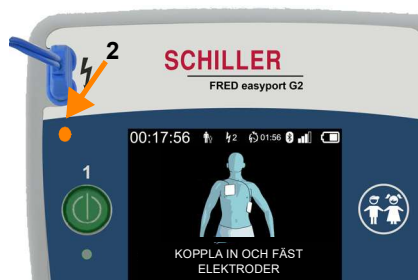 2
SCHILLER
FRED easyport G2
00:17:56 2 01:56
1
KOPPLA IN OCH FÄST
ELEKTRODER